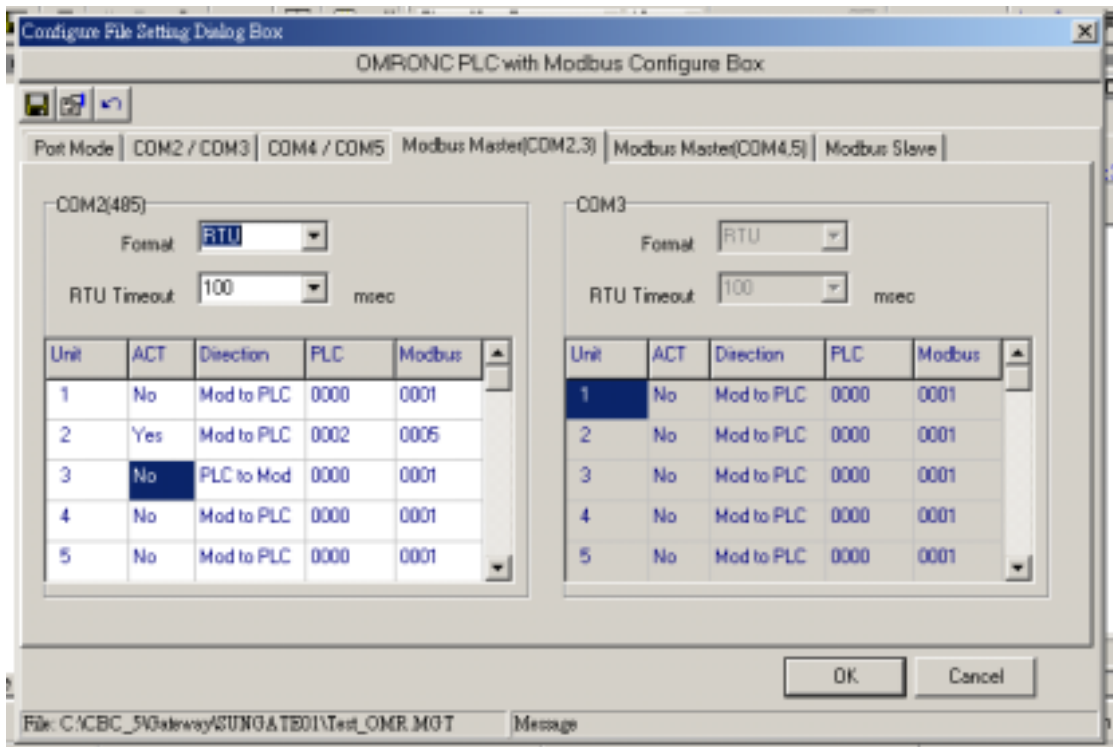 Configure File Setting Dialog Box
OMRONC PLC with Modbus Configure Box
Port Mode COM2 / COM3 COM4 / COM5 Modbus Master(COM2,3) Modbus Master(COM4,5) Modbus Slave
COM2(485)
Format RTU
RTU Timeout 100 msec
Unit ACT Direction PLC Modbus
1 No Mod to PLC 0000 0001
2 Yes Mod to PLC 0002 0005
3 No PLC to Mod 0000 0001
4 No Mod to PLC 0000 0001
5 No Mod to PLC 0000 0001
COM3
Format RTU
RTU Timeout 100 msec
Unit ACT Direction PLC Modbus
1 No Mod to PLC 0000 0001
2 No Mod to PLC 0000 0001
3 No Mod to PLC 0000 0001
4 No Mod to PLC 0000 0001
5 No Mod to PLC 0000 0001
OK Cancel
File: C:\CBC_5\Gateway\SUNGATE01\Test_OMR.MGT Message